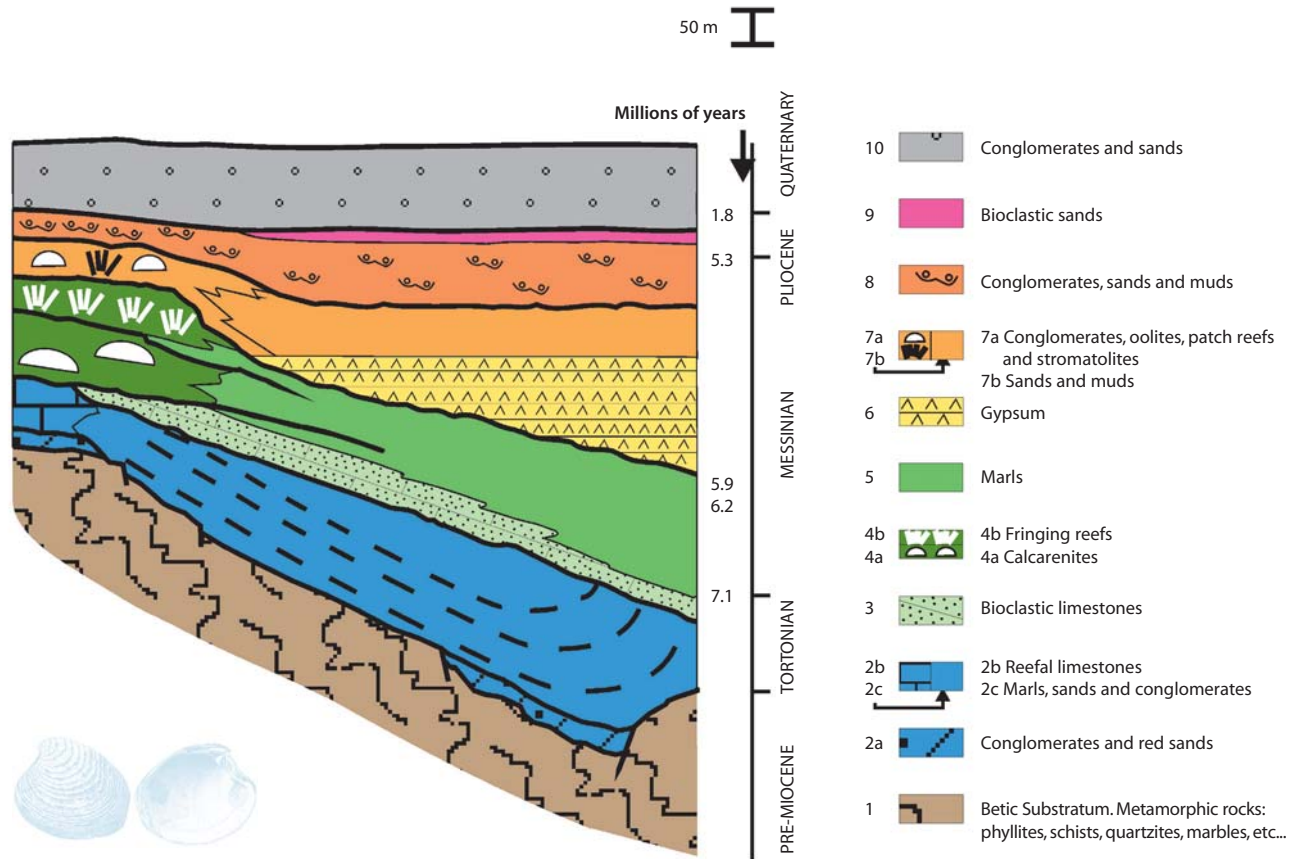 50 m
Millions of years
QUATERNARY
1.8
PLIOCENE
5.3
MESSINIAN
5.9
6.2
7.1
TORTONIAN
PRE-MIOCENE
10 Conglomerates and sands
9 Bioclastic sands
8 Conglomerates, sands and muds
7a 7a Conglomerates, oolites, patch reefs
and stromatolites
7b 7b Sands and muds
6 Gypsum
5 Marls
4b 4b Fringing reefs
4a 4a Calcarenites
3 Bioclastic limestones
2b 2b Reefal limestones
2c 2c Marls, sands and conglomerates
2a Conglomerates and red sands
1 Betic Substratum. Metamorphic rocks:
phyllites, schists, quartzites, marbles, etc...